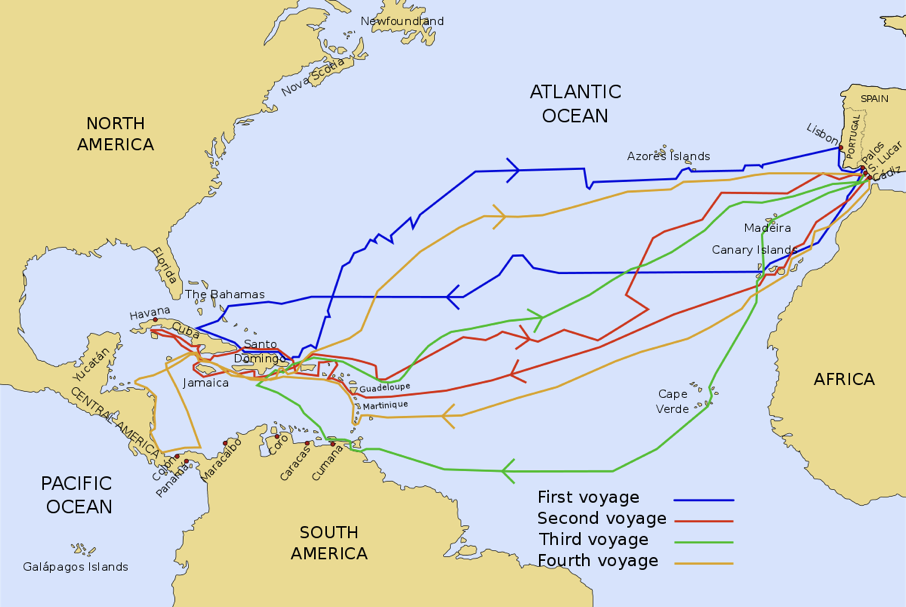 Newfoundland
Nova Scotia
ATLANTIC
OCEAN
SPAIN
PORTUGAL
Lisbon
Palos
S. Lucar
Cádiz
NORTH
AMERICA
Azores Islands
Madeira
Canary Islands
Florida
The Bahamas
Havana
Cuba
Santo
Domingo
Yucatán
Jamaica
Guadeloupe
Martinique
AFRICA
Cape
Verde
CENTRAL AMERICA
Colón
Panama
Maracaibo
Coro
Caracas
Cumana
PACIFIC
OCEAN
Galápagos Islands
SOUTH
AMERICA
First voyage
Second voyage
Third voyage
Fourth voyage